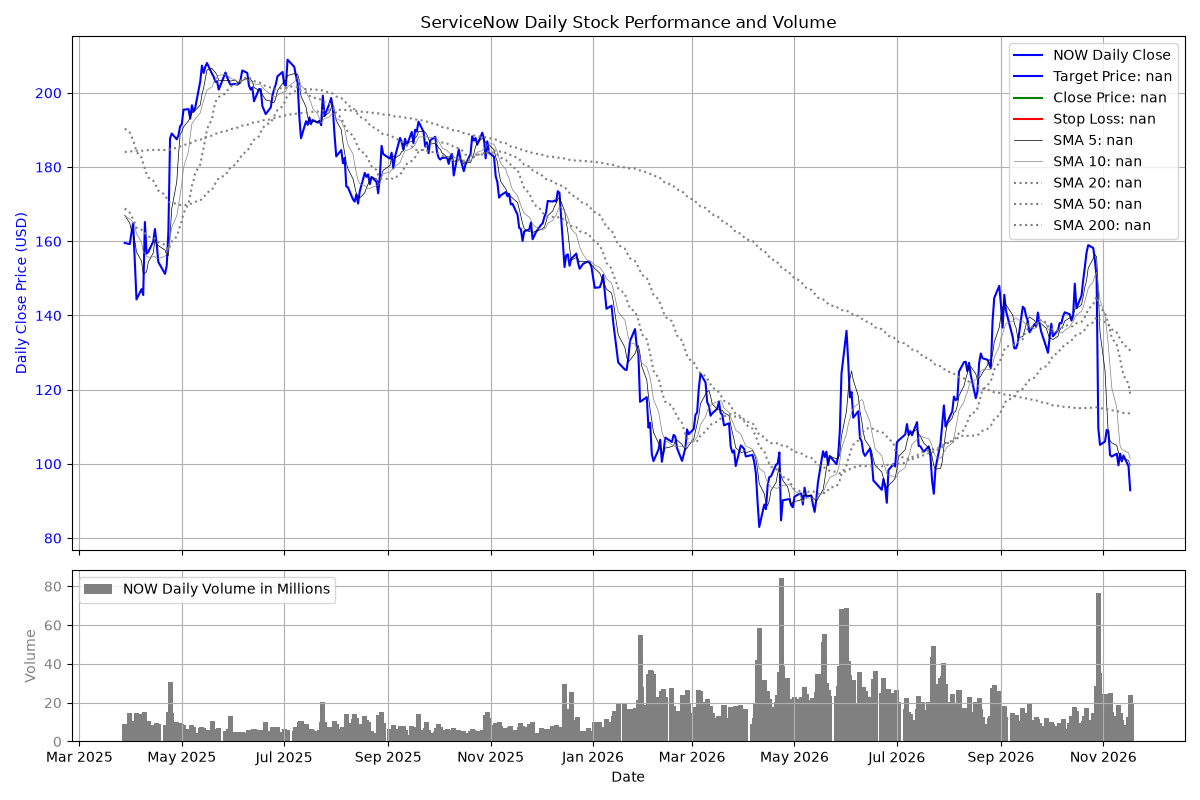 ServiceNow Daily Stock Performance and Volume
Daily Close Price (USD)
200
180
160
140
120
100
80
NOW Daily Close
Target Price: nan
Close Price: nan
Stop Loss: nan
SMA 5: nan
SMA 10: nan
SMA 20: nan
SMA 50: nan
SMA 200: nan
Volume
80
60
40
20
0
NOW Daily Volume in Millions
Mar 2025
May 2025
Jul 2025
Sep 2025
Nov 2025
Jan 2026
Mar 2026
May 2026
Jul 2026
Sep 2026
Nov 2026
Date